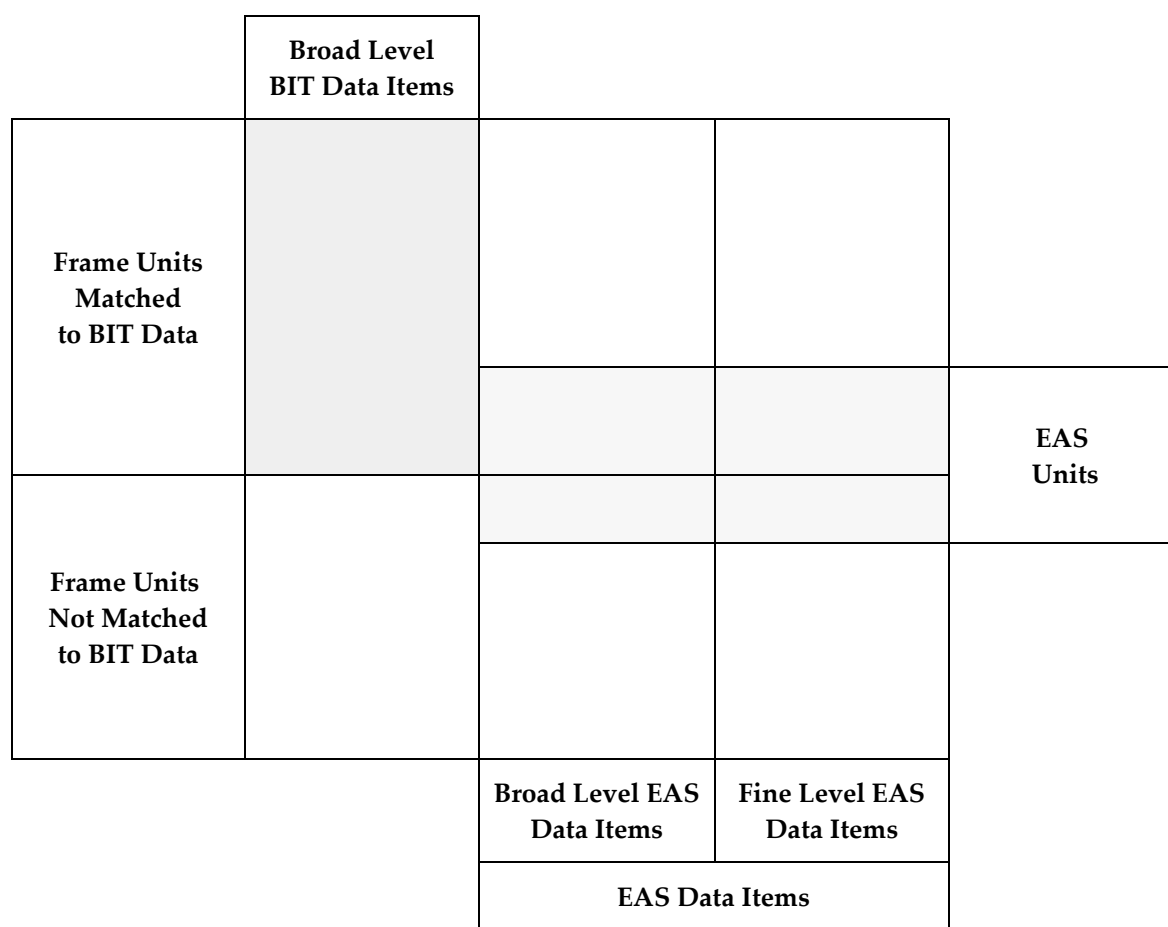 Broad Level
BIT Data Items
Frame Units
Matched
to BIT Data
EAS
Units
Frame Units
Not Matched
to BIT Data
Broad Level EAS
Data Items
Fine Level EAS
Data Items
EAS Data Items